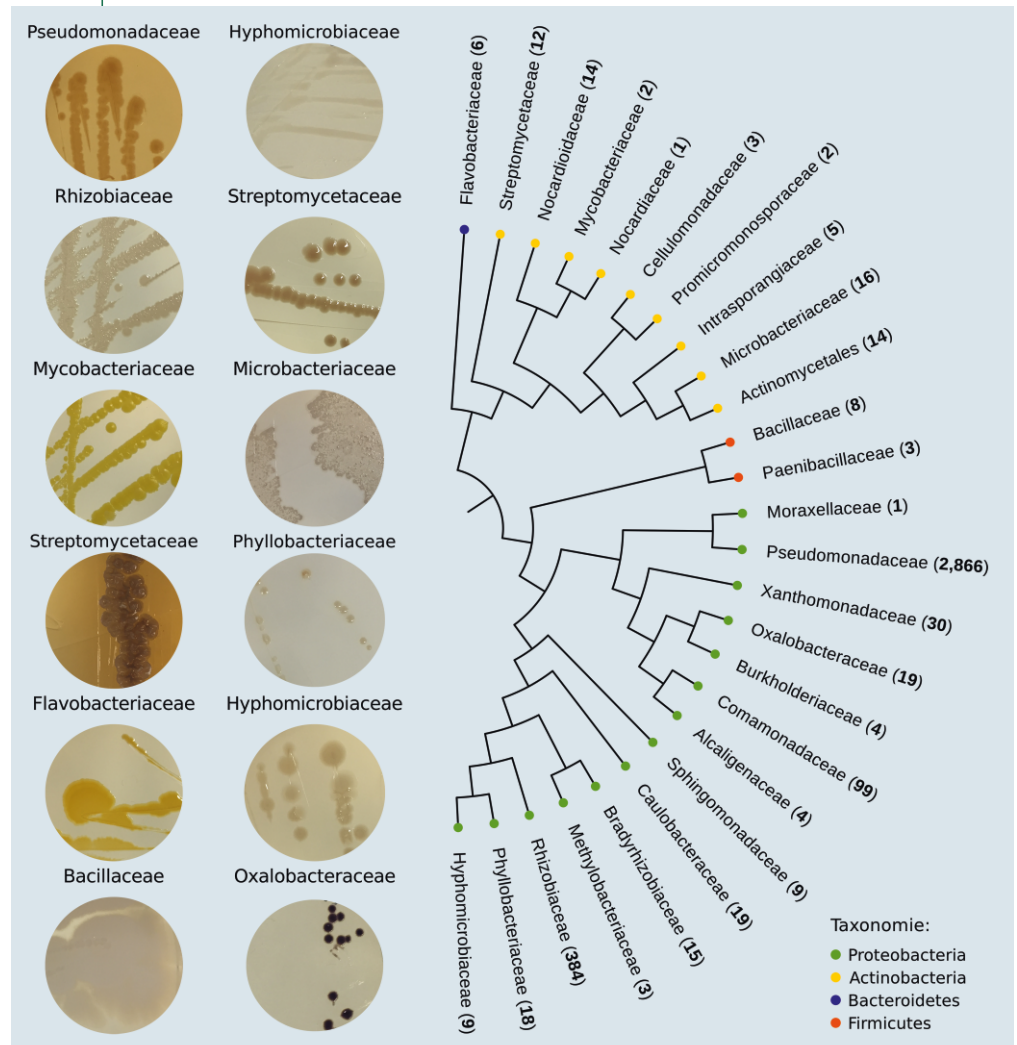 Pseudomonadaceae
Hyphomicrobiaceae
Rhizobiaceae
Streptomycetaceae
Mycobacteriaceae
Microbacteriaceae
Streptomycetaceae
Phyllobacteriaceae
Flavobacteriaceae
Hyphomicrobiaceae
Bacillaceae
Oxalobacteraceae
Flavobacteriaceae (6)
Streptomycetaceae (12)
Nocardioidaceae (14)
Mycobacteriaceae (2)
Nocardiaceae (1)
Cellulomonadaceae (3)
Promicromonosporaceae (2)
Intrasporangiaceae (5)
Microbacteriaceae (16)
Actinomycetales (14)
Bacillaceae (8)
Paenibacillaceae (3)
Moraxellaceae (1)
Pseudomonadaceae (2,866)
Xanthomonadaceae (30)
Oxalobacteraceae (19)
Burkholderiaceae (4)
Comamonadaceae (99)
Alcaligenaceae (4)
Sphingomonadaceae (9)
Caulobacteraceae (19)
Bradyrhizobiaceae (15)
Methylobacteriaceae (3)
Rhizobiaceae (384)
Phyllobacteriaceae (18)
Hyphomicrobiaceae (9)
Taxonomie:
Proteobacteria
Actinobacteria
Bacteroidetes
Firmicutes